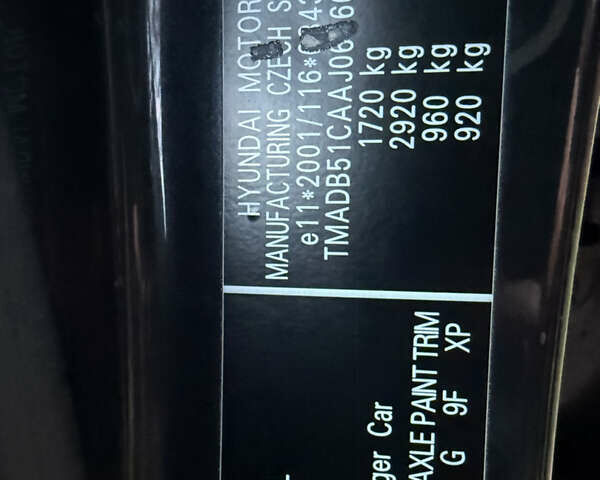 HYUNDAI MOTOR
MANUFACTURING CZECH S
e11*2001/116*
TMADB51CAAJ06
1720 kg
2920 kg
960 kg
920 kg
ger Car
AXLE PAINT TRIM
G 9F XP